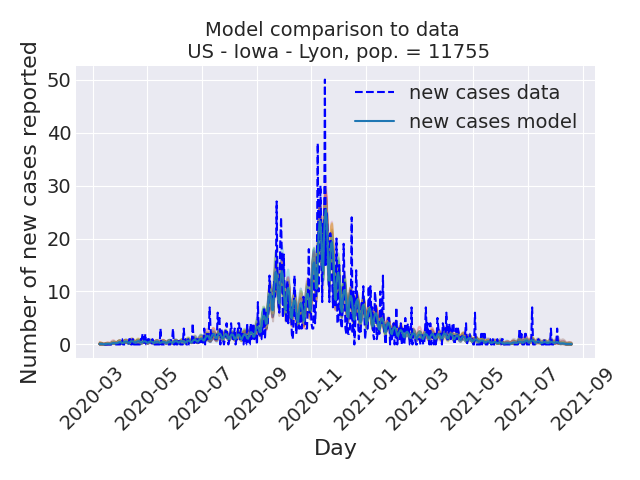 Model comparison to data
US - Iowa - Lyon, pop. = 11755
Number of new cases reported
50
40
30
20
10
0
new cases data
new cases model
2020-03
2020-05
2020-07
2020-09
2020-11
2021-01
2021-03
2021-05
2021-07
2021-09
Day